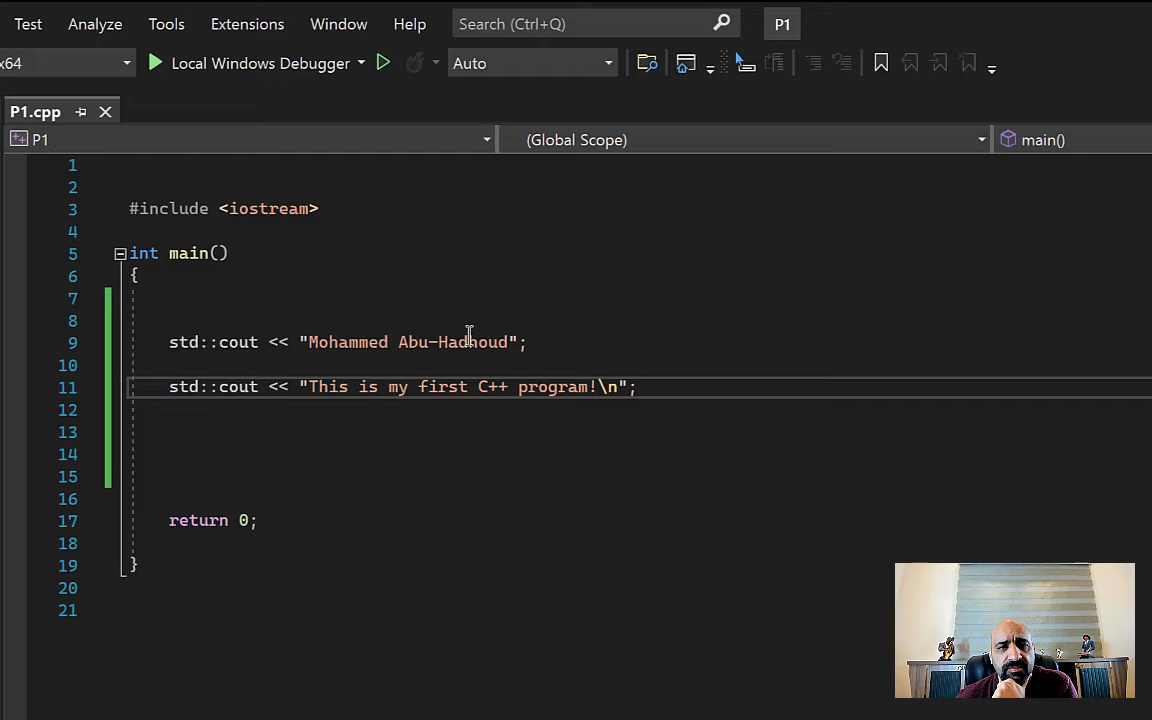 Test Analyze Tools Extensions Window Help Search (Ctrl+Q) P1
x64 Local Windows Debugger Auto
P1.cpp
P1 (Global Scope) main()
1
2
3 #include <iostream>
4
5 int main()
6 {
7
8
9 std::cout << "Mohammed Abu-Hadhoud";
10
11 std::cout << "This is my first C++ program!\n";
12
13
14
15
16
17 return 0;
18
19 }
20
21